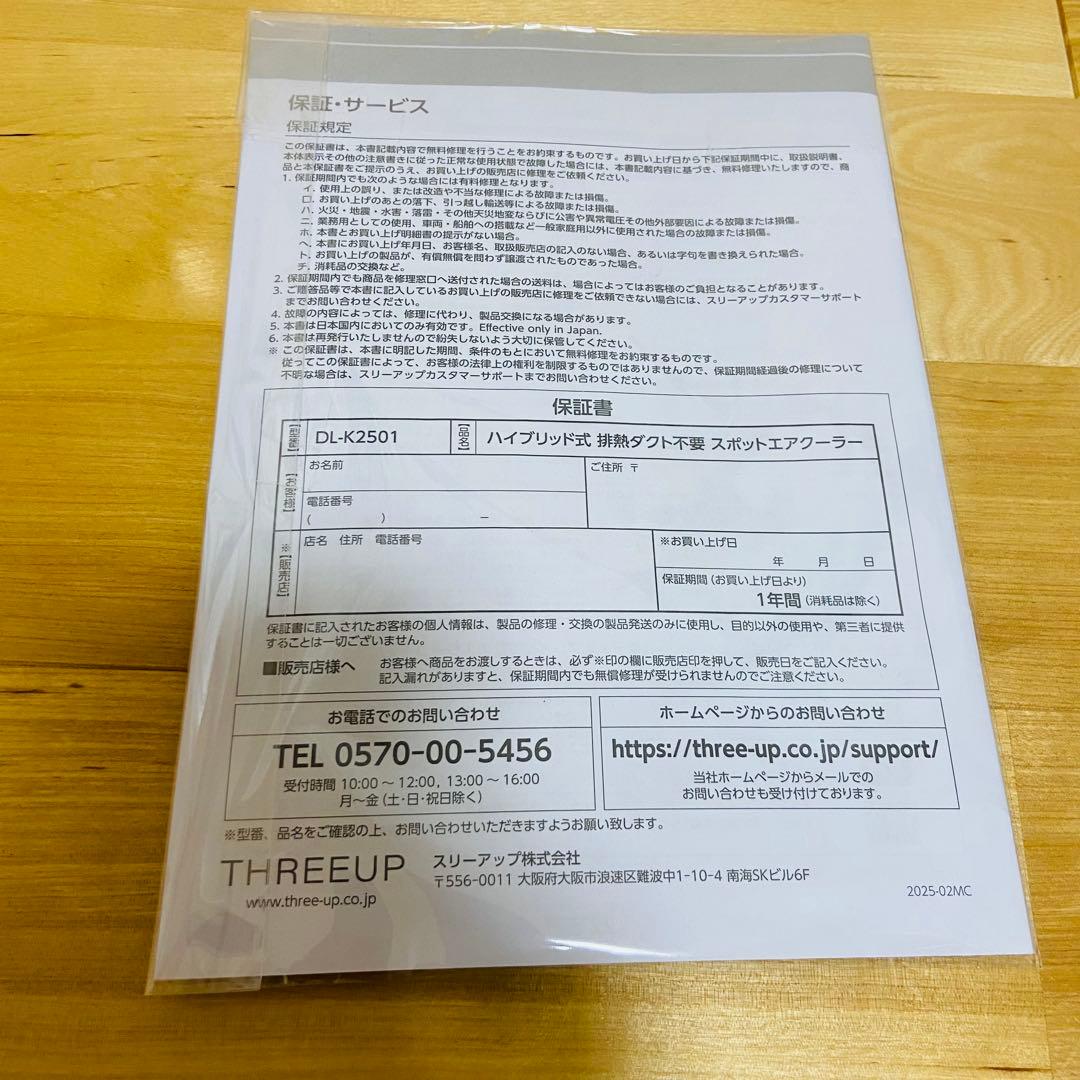 保証・サービス
保証規定
この保証書は、本書記載内容で無料修理を行うことをお約束するものです。お買い上げ日から下記保証期間中に、取扱説明書、
本体表示その他の注意書きに従った正常な使用状態で故障した場合には、本書記載内容に基づき、無料修理いたしますので、商
品と本保証書をご提示のうえ、お買い上げの販売店に修理をご依頼ください。
1. 保証期間内でも次のような場合には有料修理となります。
イ. 使用上の誤り、または改造や不当な修理による故障または損傷。
ロ. お買い上げのあとの落下、引っ越し輸送等による故障または損傷。
ハ. 火災・地震・水害・落雷・その他天災地変ならびに公害や異常電圧その他外部要因による故障または損傷。
ニ. 業務用としての使用、車両・船舶への搭載など一般家庭用以外に使用された場合の故障または損傷。
ホ. 本書とお買い上げ明細書の提示がない場合。
ヘ. 本書にお買い上げ年月日、お客様名、取扱販売店の記入のない場合、あるいは字句を書き換えられた場合。
ト. お買い上げの製品が、有償無償を問わず譲渡されたものであった場合。
チ. 消耗品の交換など。
2. 保証期間内でも商品を修理窓口へ送付された場合の送料は、場合によってはお客様のご負担となることがあります。
3. ご贈答品等で本書に記入しているお買い上げの販売店に修理をご依頼できない場合には、スリーアップカスタマーサポート
までお問い合わせください。
4. 故障の内容によっては、修理に代わり、製品交換になる場合があります。
5. 本書は日本国内においてのみ有効です。Effective only in Japan.
6. 本書は再発行いたしませんので紛失しないよう大切に保管してください。
※ この保証書は、本書に明記した期間、条件のもとにおいて無料修理をお約束するものです。
従ってこの保証書によって、お客様の法律上の権利を制限するものではありませんので、保証期間経過後の修理について
不明な場合は、スリーアップカスタマーサポートまでお問い合わせください。
保証書
【型番】 DL-K2501 【品名】 ハイブリッド式 排熱ダクト不要 スポットエアクーラー
【お客様】 お名前 ご住所 〒
電話番号
( ) −
※【販売店】 店名 住所 電話番号 ※お買い上げ日
年 月 日
保証期間（お買い上げ日より）
1年間（消耗品は除く）
保証書に記入されたお客様の個人情報は、製品の修理・交換の製品発送のみに使用し、目的以外の使用や、第三者に提供
することは一切ございません。
■販売店様へ お客様へ商品をお渡しするときは、必ず※印の欄に販売店印を押して、販売日をご記入ください。
記入漏れがありますと、保証期間内でも無償修理が受けられませんのでご注意ください。
お電話でのお問い合わせ
TEL 0570-00-5456
受付時間 10:00〜12:00, 13:00〜16:00
月〜金（土・日・祝日除く）
ホームページからのお問い合わせ
https://three-up.co.jp/support/
当社ホームページからメールでの
お問い合わせも受け付けております。
※型番、品名をご確認の上、お問い合わせいただきますようお願い致します。
THREEUP スリーアップ株式会社
〒556-0011 大阪府大阪市浪速区難波中1-10-4 南海SKビル6F
www.three-up.co.jp
2025-02MC